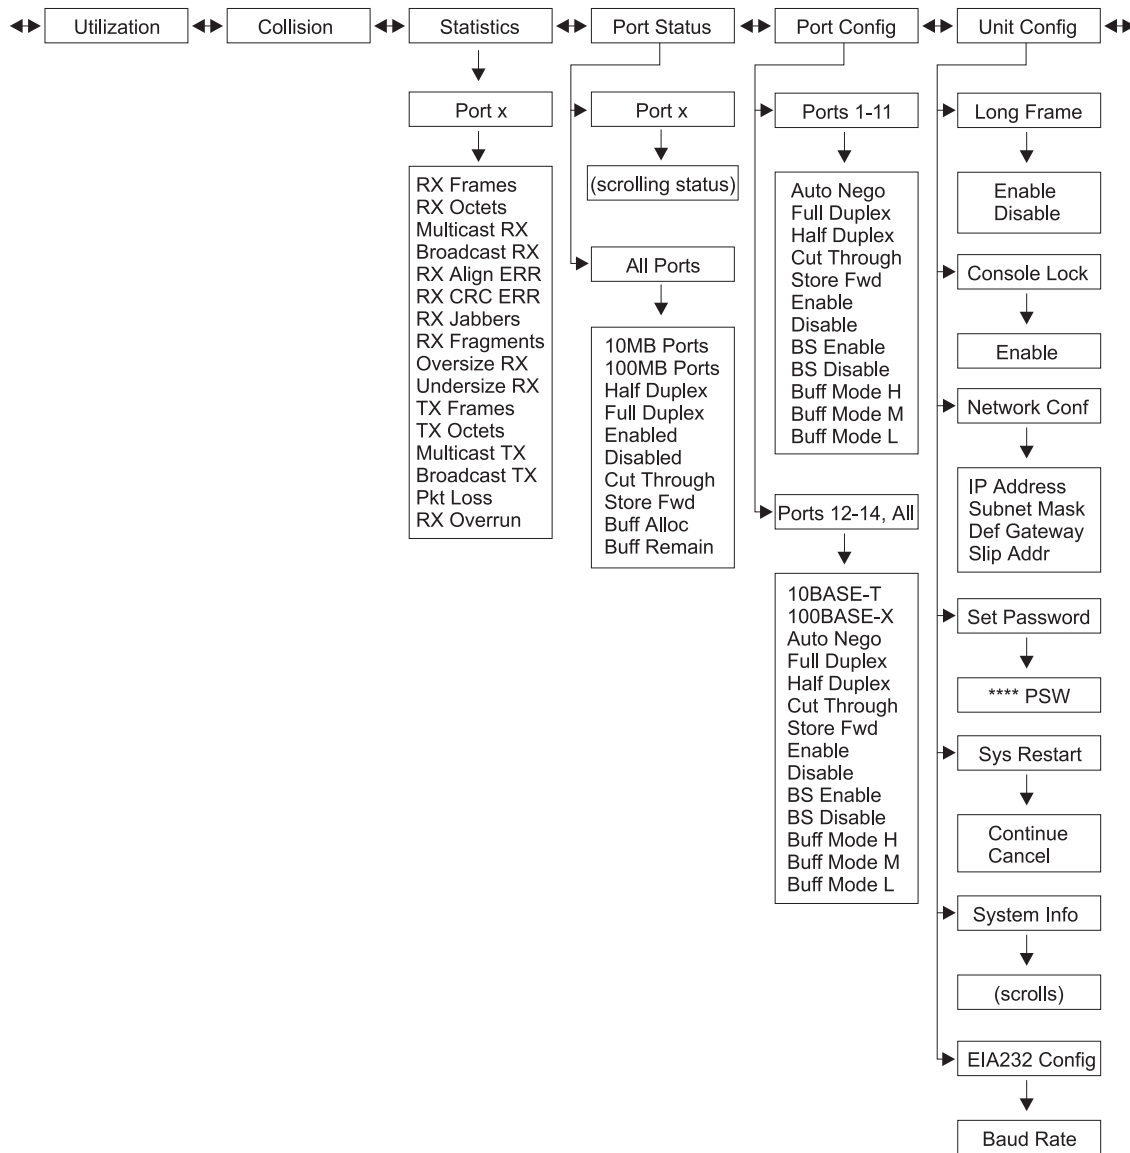 Utilization
Collision
Statistics
Port Status
Port Config
Unit Config
Port x
RX Frames
RX Octets
Multicast RX
Broadcast RX
RX Align ERR
RX CRC ERR
RX Jabbers
RX Fragments
Oversize RX
Undersize RX
TX Frames
TX Octets
Multicast TX
Broadcast TX
Pkt Loss
RX Overrun
Port x
(scrolling status)
All Ports
10MB Ports
100MB Ports
Half Duplex
Full Duplex
Enabled
Disabled
Cut Through
Store Fwd
Buff Alloc
Buff Remain
Ports 1-11
Auto Nego
Full Duplex
Half Duplex
Cut Through
Store Fwd
Enable
Disable
BS Enable
BS Disable
Buff Mode H
Buff Mode M
Buff Mode L
Ports 12-14, All
10BASE-T
100BASE-X
Auto Nego
Full Duplex
Half Duplex
Cut Through
Store Fwd
Enable
Disable
BS Enable
BS Disable
Buff Mode H
Buff Mode M
Buff Mode L
Long Frame
Enable
Disable
Console Lock
Enable
Network Conf
IP Address
Subnet Mask
Def Gateway
Slip Addr
Set Password
**** PSW
Sys Restart
Continue
Cancel
System Info
(scrolls)
EIA232 Config
Baud Rate